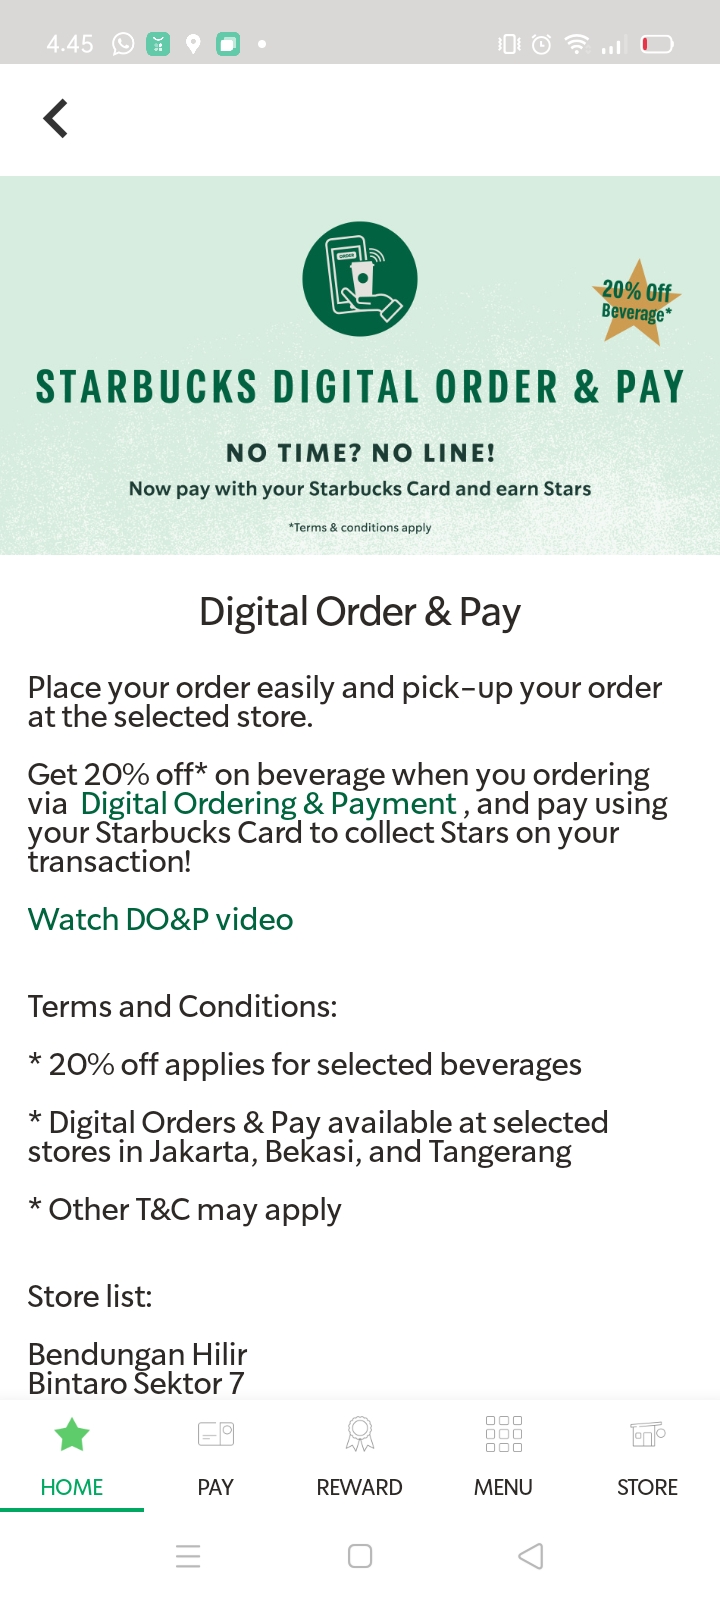 4.45
ORDER
20% Off
Beverage*
STARBUCKS DIGITAL ORDER & PAY
NO TIME? NO LINE!
Now pay with your Starbucks Card and earn Stars
*Terms & conditions apply
Digital Order & Pay
Place your order easily and pick-up your order
at the selected store.
Get 20% off* on beverage when you ordering
via Digital Ordering & Payment , and pay using
your Starbucks Card to collect Stars on your
transaction!
Watch DO&P video
Terms and Conditions:
* 20% off applies for selected beverages
* Digital Orders & Pay available at selected
stores in Jakarta, Bekasi, and Tangerang
* Other T&C may apply
Store list:
Bendungan Hilir
Bintaro Sektor 7
HOME
PAY
REWARD
MENU
STORE